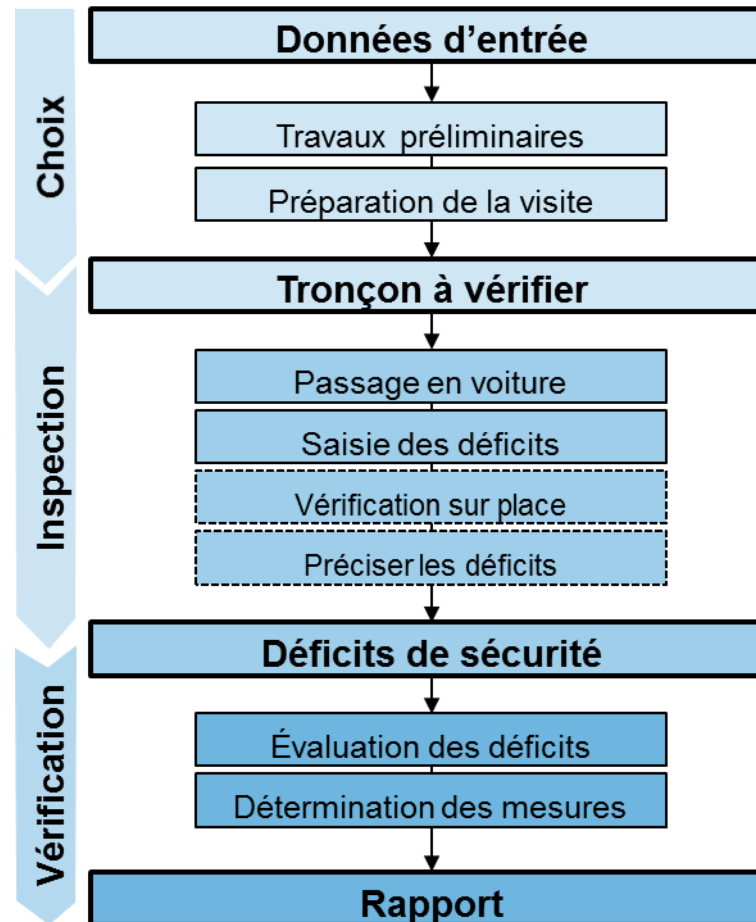 Choix
Données d'entrée
Travaux préliminaires
Préparation de la visite
Inspection
Tronçon à vérifier
Passage en voiture
Saisie des déficits
Vérification sur place
Préciser les déficits
Vérification
Déficits de sécurité
Évaluation des déficits
Détermination des mesures
Rapport